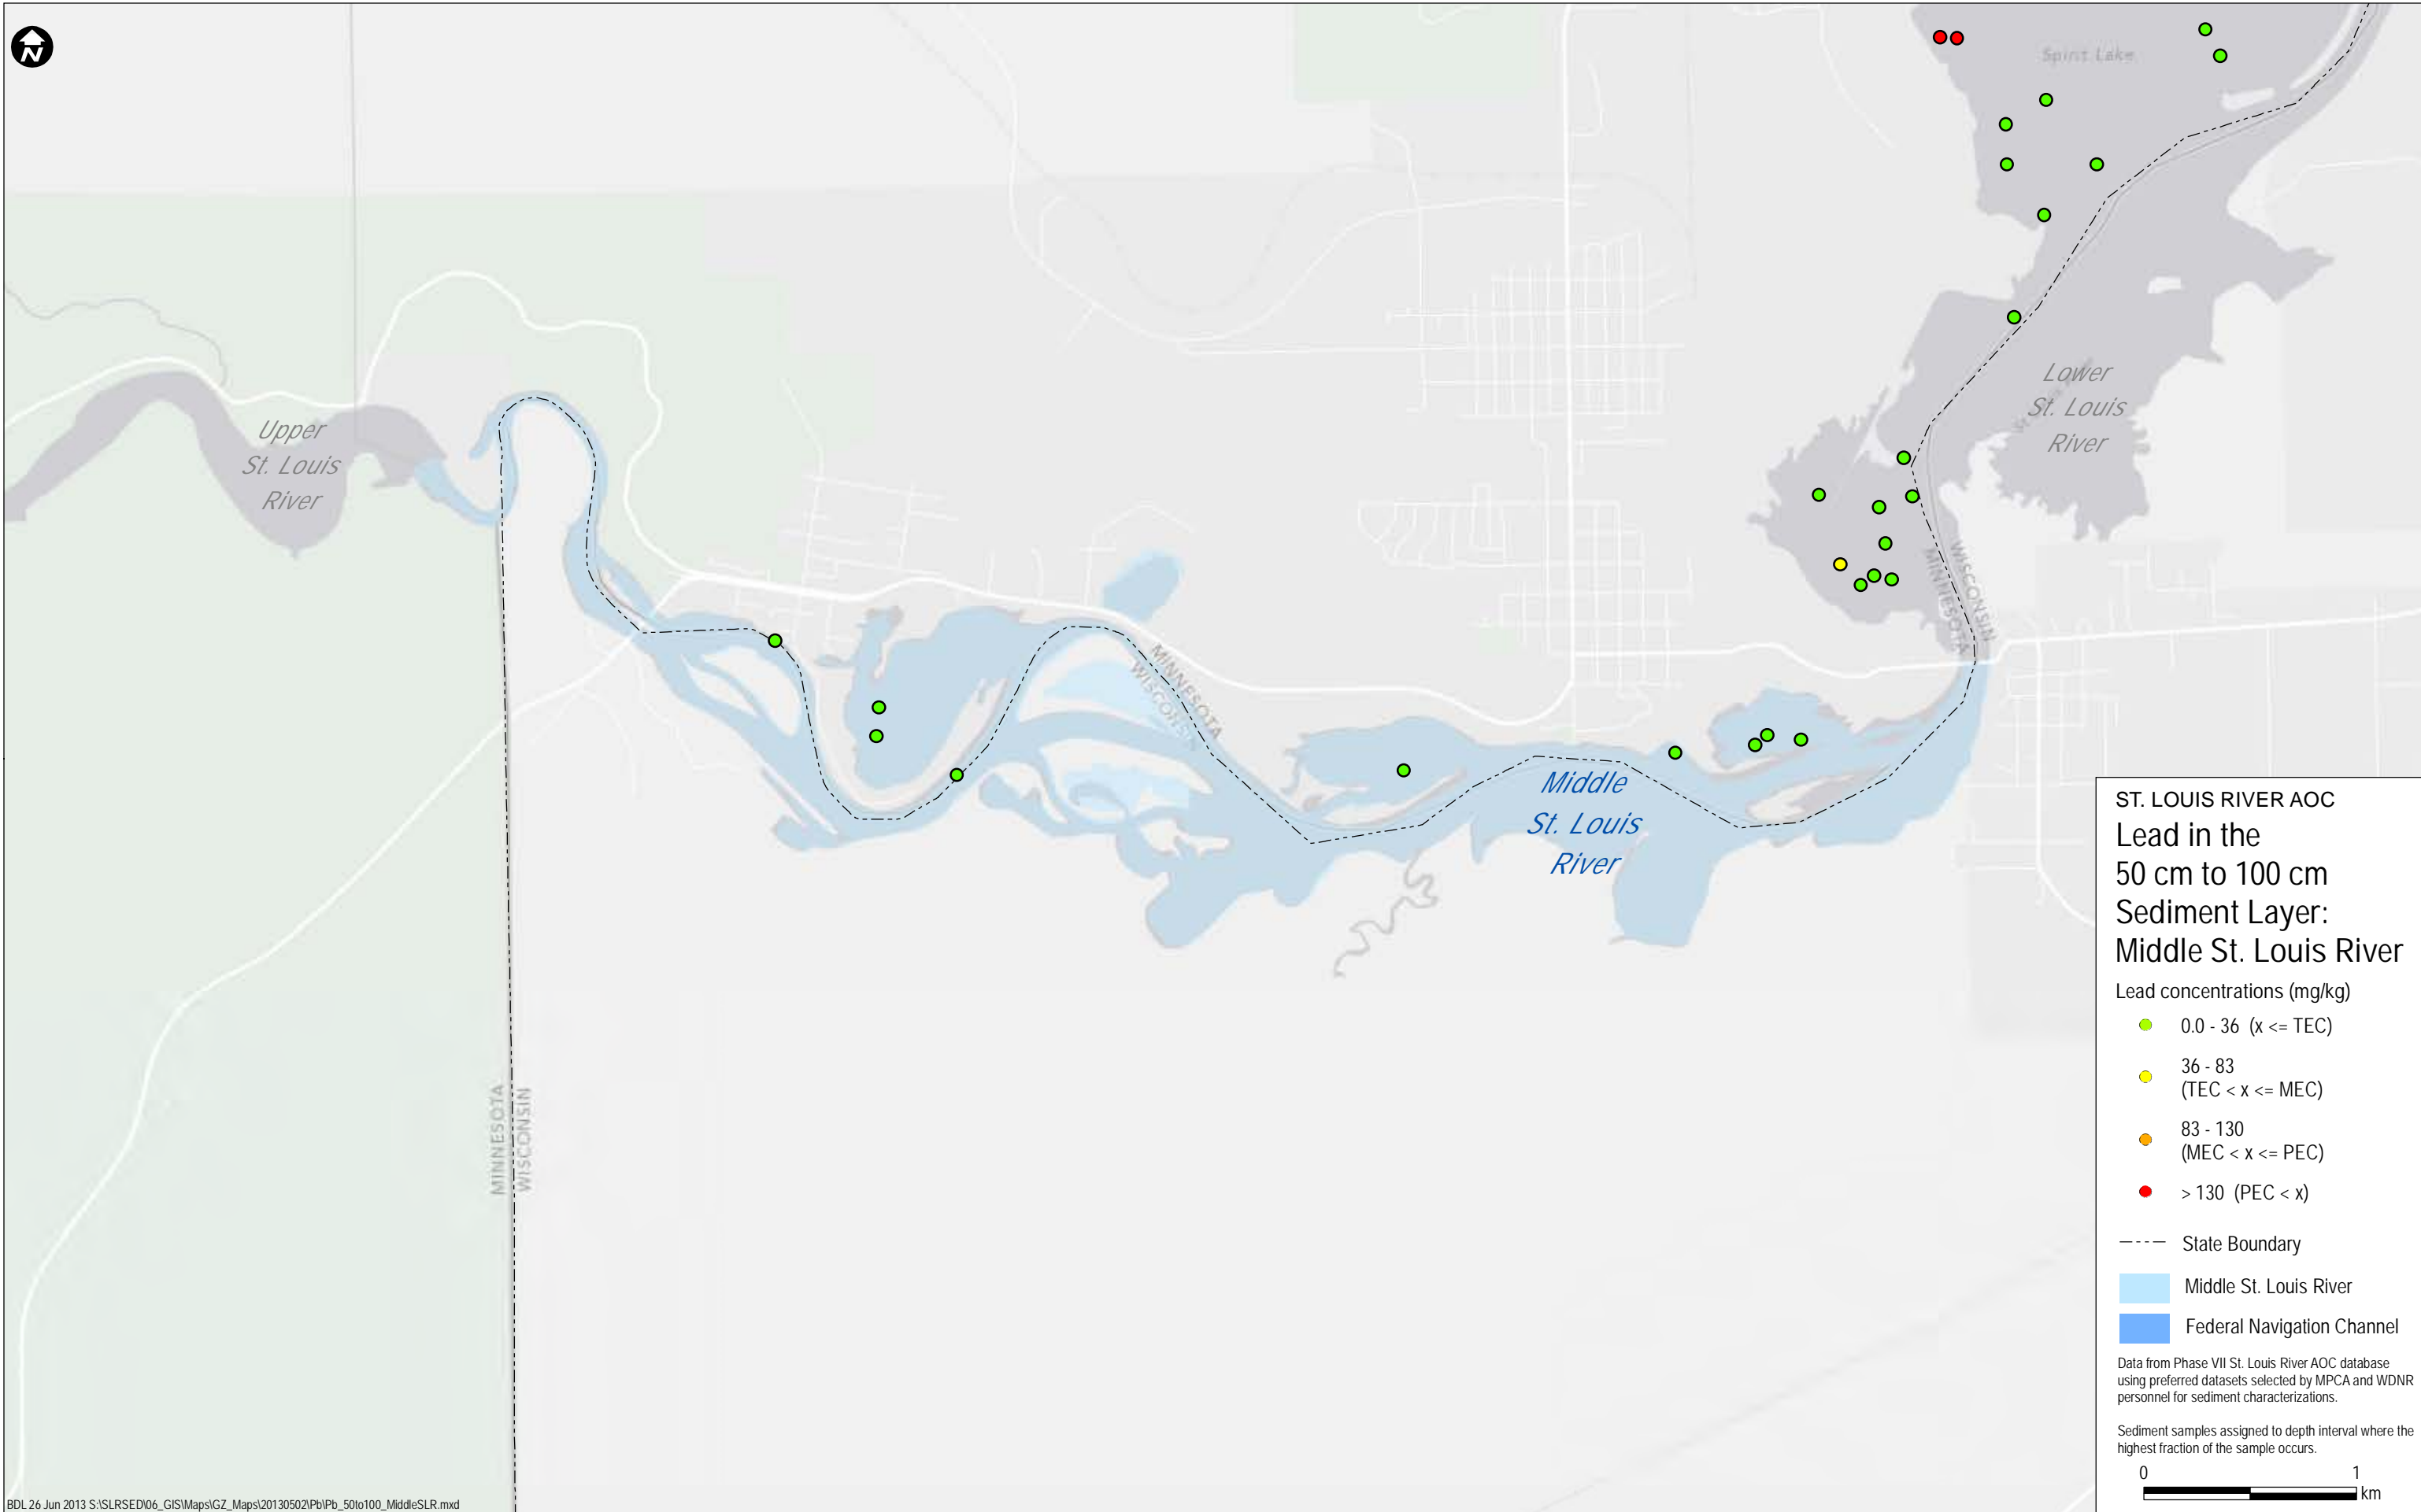 N
Spirit Lake
Upper
St. Louis
River
Lower
St. Louis
River
WISCONSIN
MINNESOTA
MINNESOTA
WISCONSIN
Middle
St. Louis
River
MINNESOTA
WISCONSIN
ST. LOUIS RIVER AOC
Lead in the
50 cm to 100 cm
Sediment Layer:
Middle St. Louis River
Lead concentrations (mg/kg)
0.0 - 36 (x <= TEC)
36 - 83
(TEC < x <= MEC)
83 - 130
(MEC < x <= PEC)
> 130 (PEC < x)
State Boundary
Middle St. Louis River
Federal Navigation Channel
Data from Phase VII St. Louis River AOC database
using preferred datasets selected by MPCA and WDNR
personnel for sediment characterizations.
Sediment samples assigned to depth interval where the
highest fraction of the sample occurs.
0 1
km
BDL 26 Jun 2013 S:\SLRSED\06_GIS\Maps\GZ_Maps\20130502\Pb\Pb_50to100_MiddleSLR.mxd